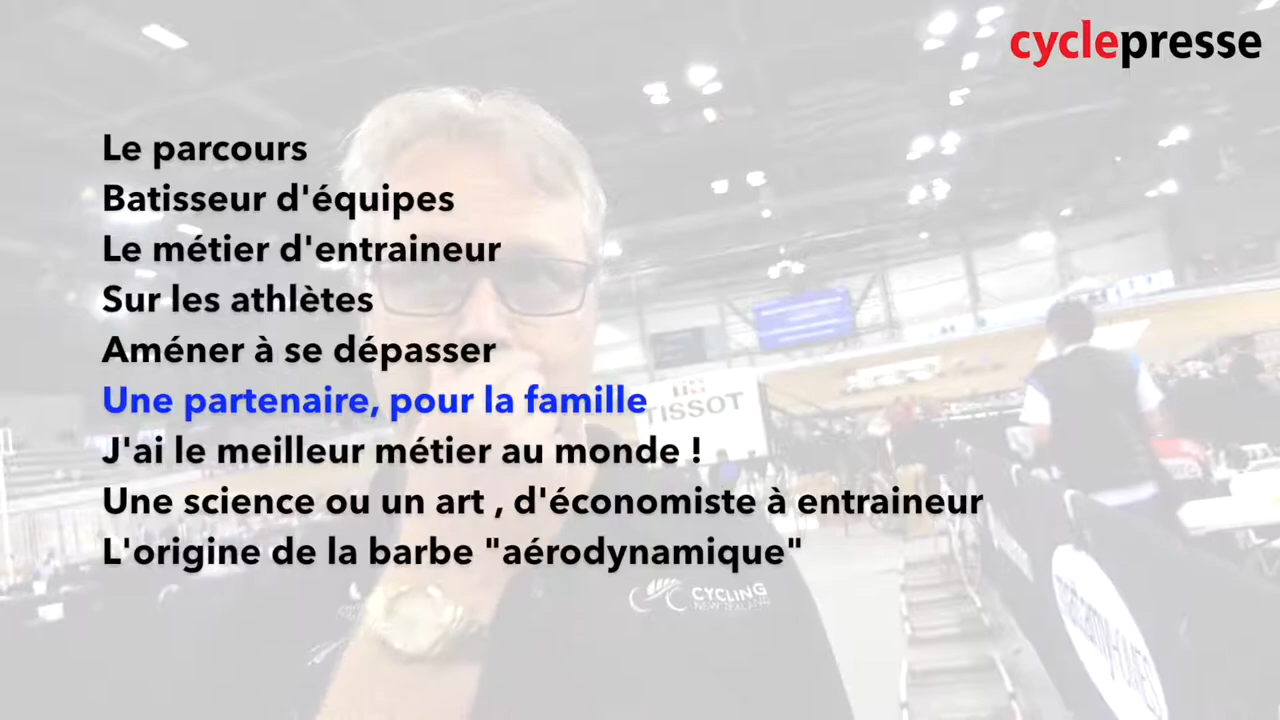 cyclepresse
Le parcours
Batisseur d'équipes
Le métier d'entraineur
Sur les athlètes
Améner à se dépasser
Une partenaire, pour la famille
TISSOT
J'ai le meilleur métier au monde !
Une science ou un art , d'économiste à entraineur
L'origine de la barbe "aérodynamique"
CYCLING
NEW ZEALAND